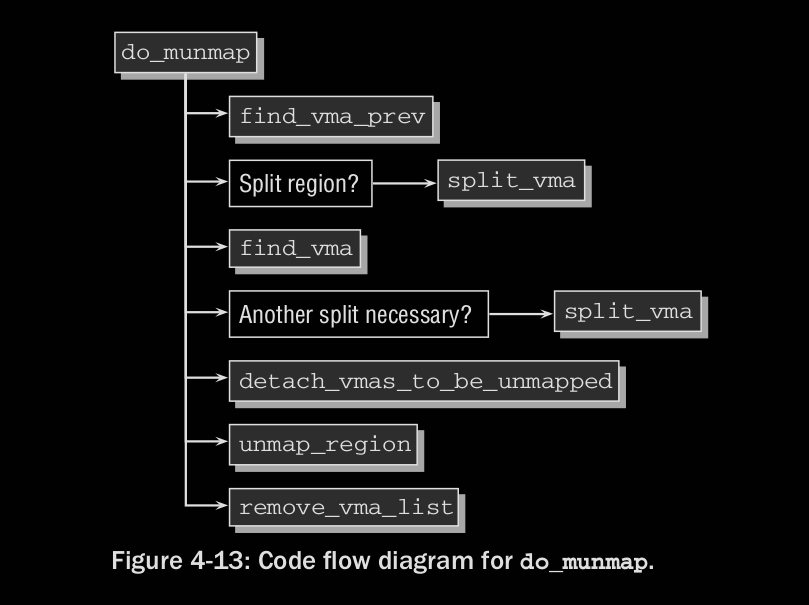 do_munmap
find_vma_prev
Split region? split_vma
find_vma
Another split necessary? split_vma
detach_vmas_to_be_unmapped
unmap_region
remove_vma_list
Figure 4-13: Code flow diagram for do_munmap.